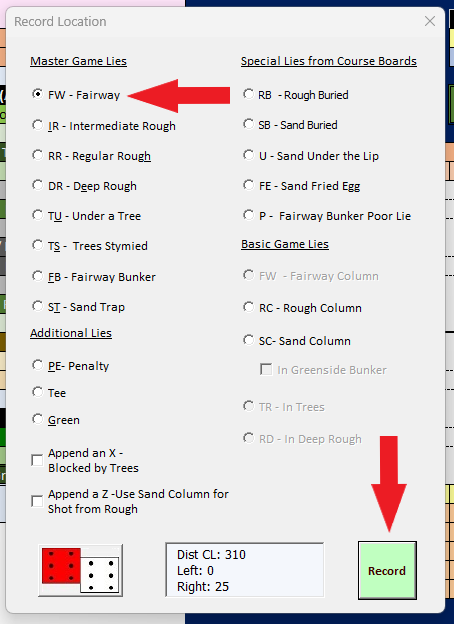 Record Location
Master Game Lies
FW - Fairway
IR - Intermediate Rough
RR - Regular Rough
DR - Deep Rough
TU - Under a Tree
TS - Trees Stymied
FB - Fairway Bunker
ST - Sand Trap
Additional Lies
PE- Penalty
Tee
Green
Append an X -
Blocked by Trees
Append a Z -Use Sand Column for
Shot from Rough
Special Lies from Course Boards
RB - Rough Buried
SB - Sand Buried
U - Sand Under the Lip
FE - Sand Fried Egg
P - Fairway Bunker Poor Lie
Basic Game Lies
FW - Fairway Column
RC - Rough Column
SC- Sand Column
In Greenside Bunker
TR - In Trees
RD - In Deep Rough
Dist CL: 310
Left: 0
Right: 25
Record